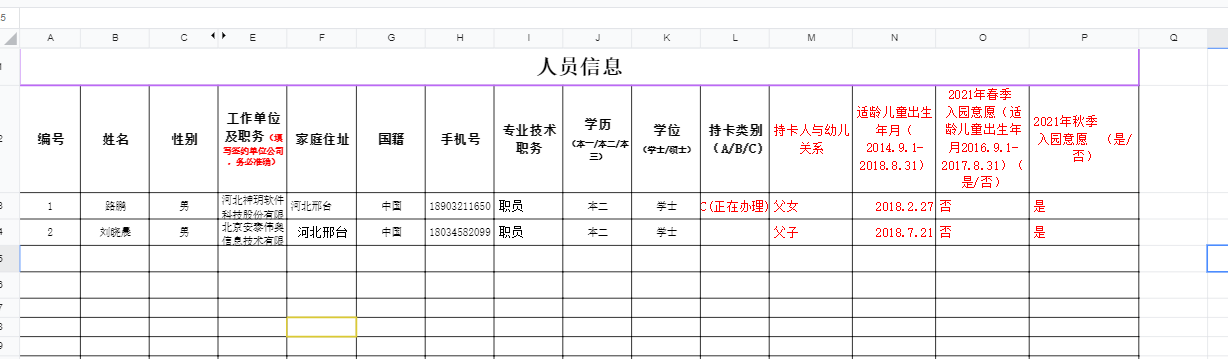 5
A B C E F G H I J K L M N O P Q R
人员信息
编号 姓名 性别 工作单位及职务（填写签约单位公司，务必准确） 家庭住址 国籍 手机号 专业技术职务 学历（本一/本二/本三） 学位（学士/硕士） 持卡类别（A/B/C） 持卡人与幼儿关系 适龄儿童出生年月（2014.9.1-2018.8.31） 2021年春季入园意愿（适龄儿童出生年月2016.9.1-2017.8.31）（是/否） 2021年秋季入园意愿 （是/否）
1 路鹏 男 河北神玥软件科技股份有限 河北邢台 中国 18903211650 职员 本二 学士 C(正在办理) 父女 2018.2.27 否 是
2 刘晓晨 男 北京安泰伟奥信息技术有限 河北邢台 中国 18034582099 职员 本二 学士 父子 2018.7.21 否 是